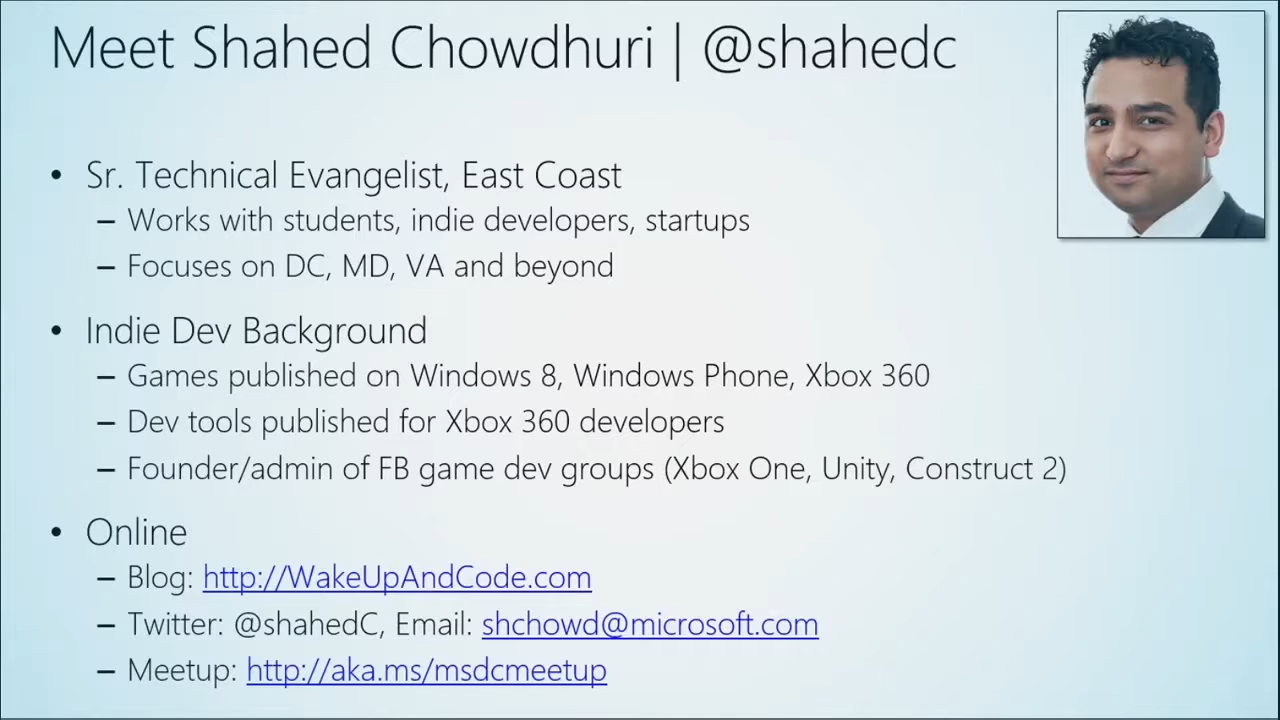 Meet Shahed Chowdhuri | @shahedc
• Sr. Technical Evangelist, East Coast
– Works with students, indie developers, startups
– Focuses on DC, MD, VA and beyond
• Indie Dev Background
– Games published on Windows 8, Windows Phone, Xbox 360
– Dev tools published for Xbox 360 developers
– Founder/admin of FB game dev groups (Xbox One, Unity, Construct 2)
• Online
– Blog: http://WakeUpAndCode.com
– Twitter: @shahedC, Email: shchowd@microsoft.com
– Meetup: http://aka.ms/msdcmeetup